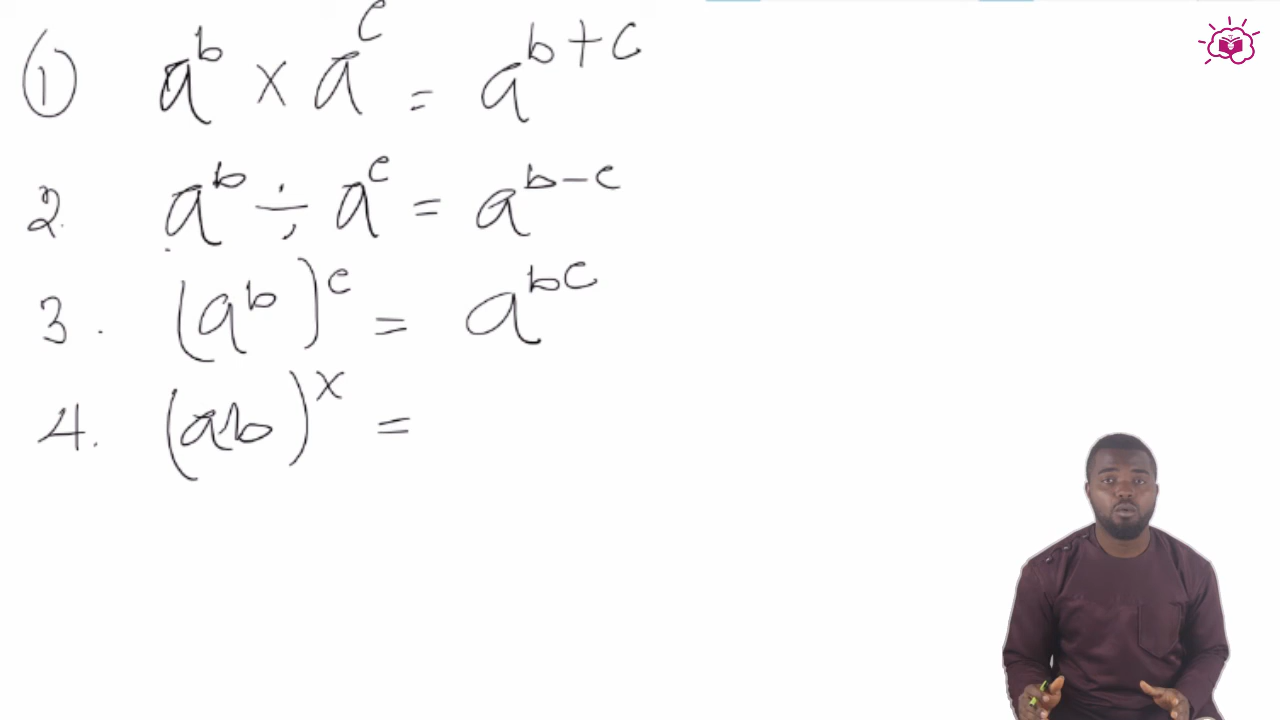 ① a^b × a^c = a^{b+c}
2. a^b ÷ a^c = a^{b-c}
3. (a^b)^c = a^{bc}
4. (ab)^x =